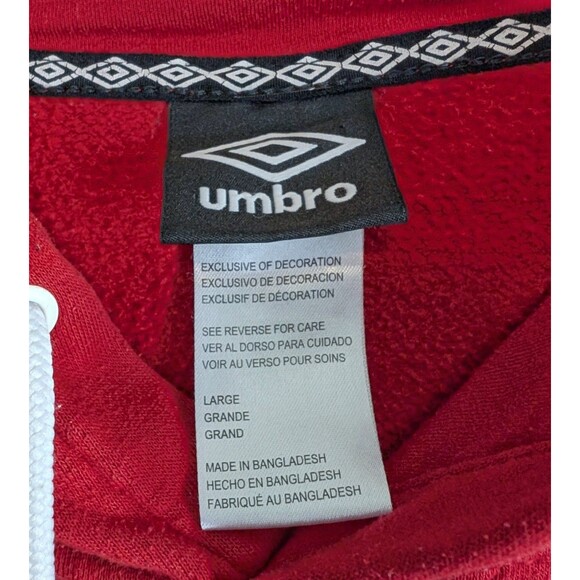 umbro
EXCLUSIVE OF DECORATION
EXCLUSIVO DE DECORACION
EXCLUSIF DE DÉCORATION
SEE REVERSE FOR CARE
VER AL DORSO PARA CUIDADO
VOIR AU VERSO POUR SOINS
LARGE
GRANDE
GRAND
MADE IN BANGLADESH
HECHO EN BANGLADESH
FABRIQUÉ AU BANGLADESH